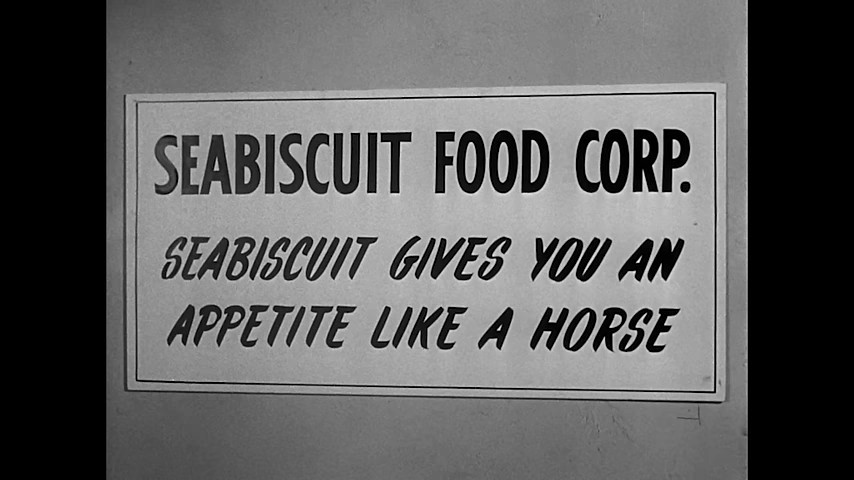 SEABISCUIT FOOD CORP.
SEABISCUIT GIVES YOU AN
APPETITE LIKE A HORSE